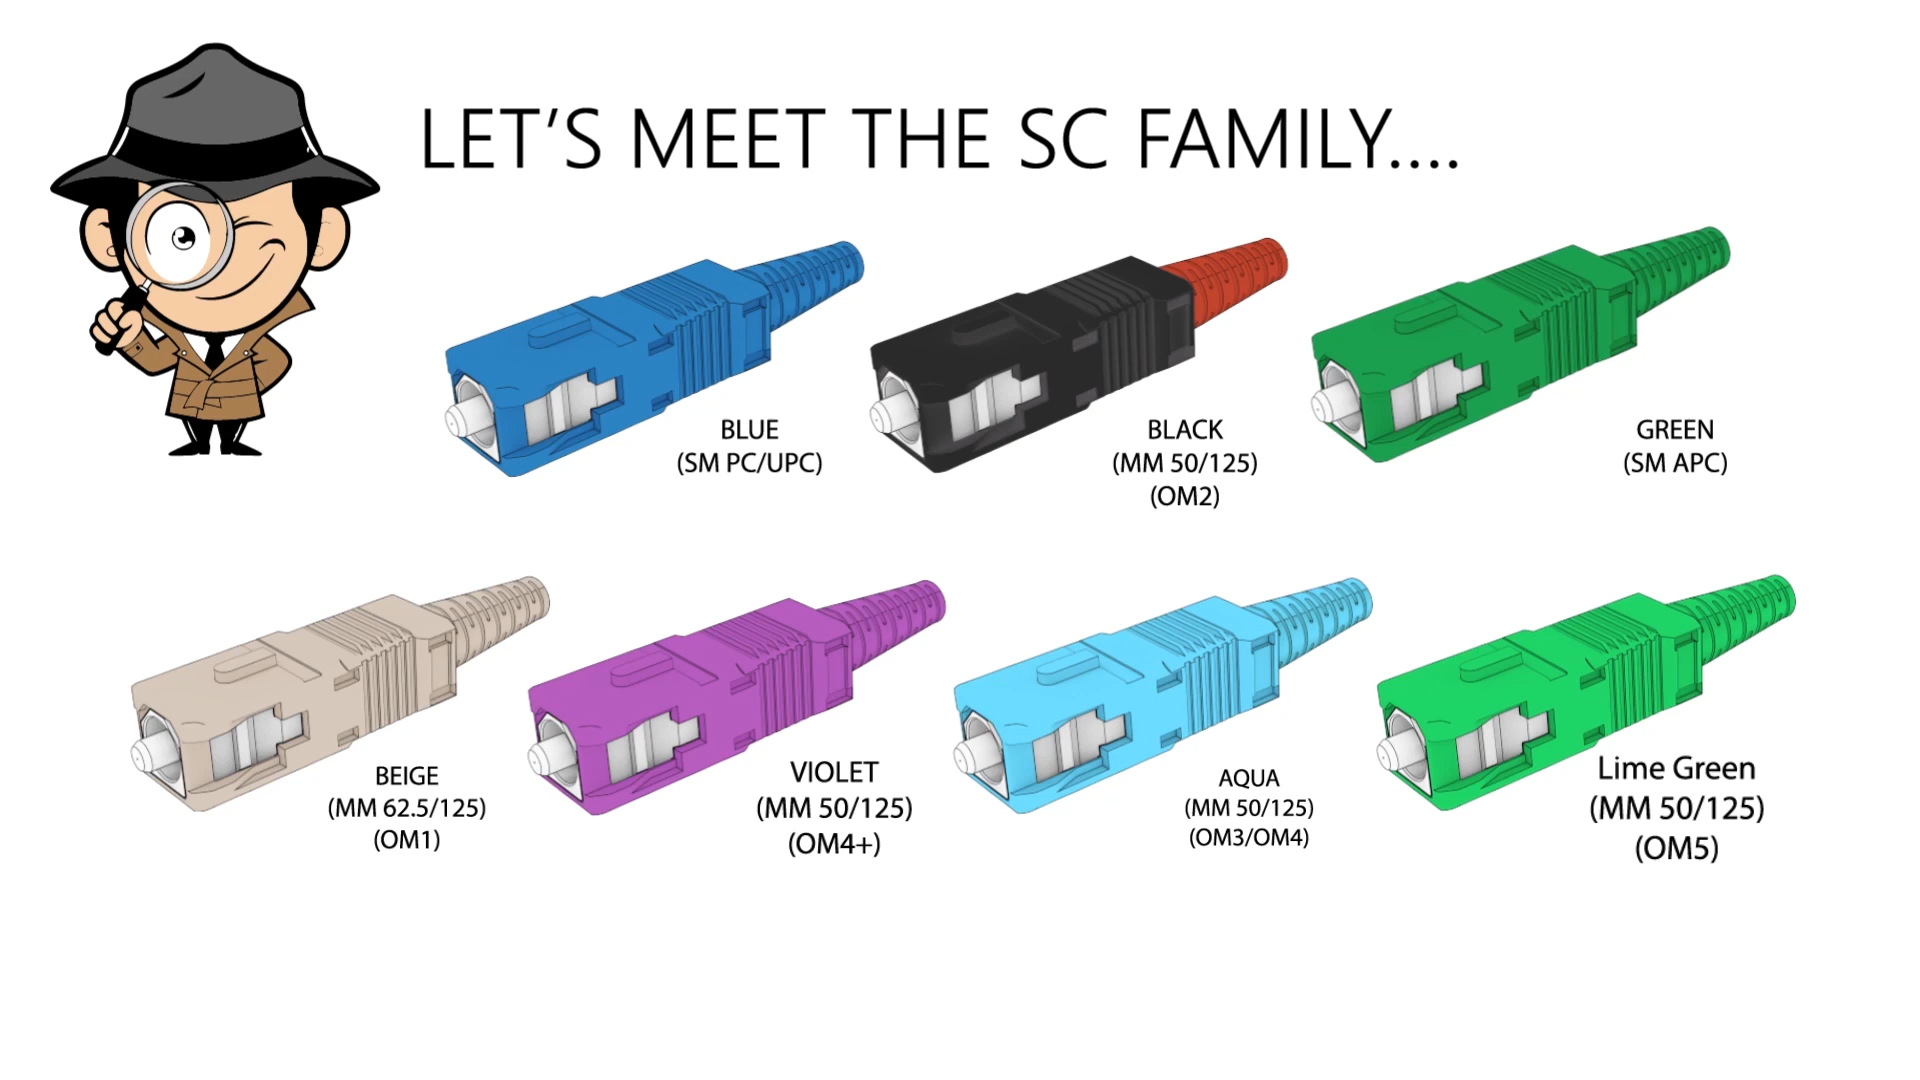 LET’S MEET THE SC FAMILY....
BLUE
(SM PC/UPC)
BLACK
(MM 50/125)
(OM2)
GREEN
(SM APC)
BEIGE
(MM 62.5/125)
(OM1)
VIOLET
(MM 50/125)
(OM4+)
AQUA
(MM 50/125)
(OM3/OM4)
Lime Green
(MM 50/125)
(OM5)